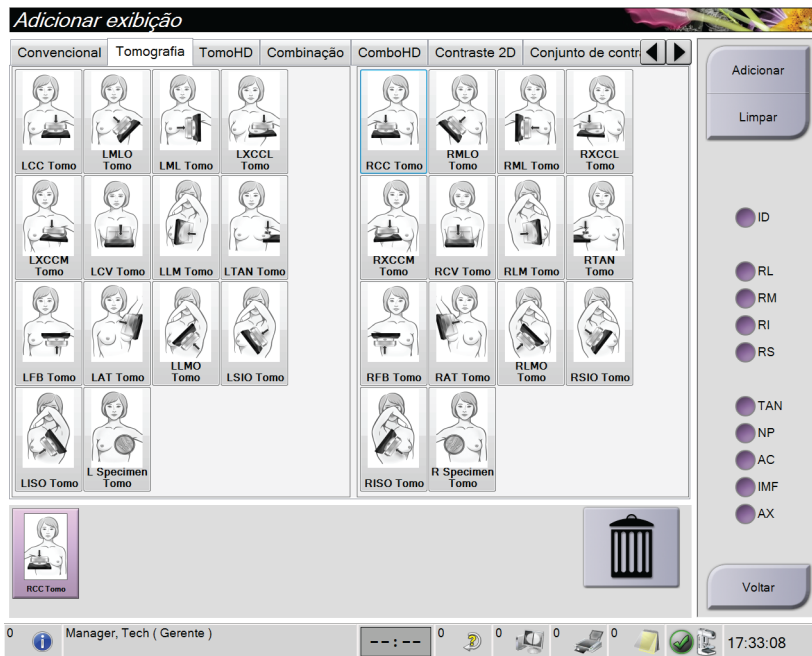 Adicionar exibição
Convencional Tomografia TomoHD Combinação ComboHD Contraste 2D Conjunto de contr
LCC Tomo
LMLO Tomo
LML Tomo
LXCCL Tomo
RCC Tomo
RMLO Tomo
RML Tomo
RXCCL Tomo
LXCCM Tomo
LCV Tomo
LLM Tomo
LTAN Tomo
RXCCM Tomo
RCV Tomo
RLM Tomo
RTAN Tomo
LFB Tomo
LAT Tomo
LLMO Tomo
LSIO Tomo
RFB Tomo
RAT Tomo
RLMO Tomo
RSIO Tomo
LISO Tomo
L Specimen Tomo
RISO Tomo
R Specimen Tomo
RCC Tomo
Adicionar
Limpar
ID
RL
RM
RI
RS
TAN
NP
AC
IMF
AX
Voltar
0 Manager, Tech ( Gerente ) --:-- 0 0 0 0 17:33:08